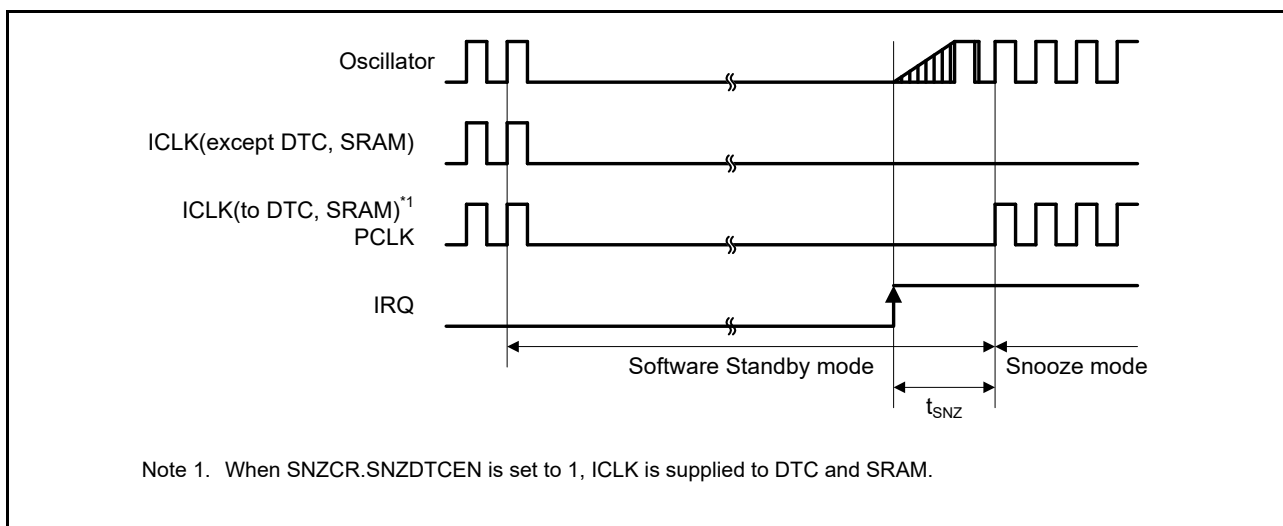 Oscillator
ICLK(except DTC, SRAM)
ICLK(to DTC, SRAM)*1
PCLK
IRQ
Software Standby mode
Snooze mode
tSNZ
Note 1. When SNZCR.SNZDTCEN is set to 1, ICLK is supplied to DTC and SRAM.